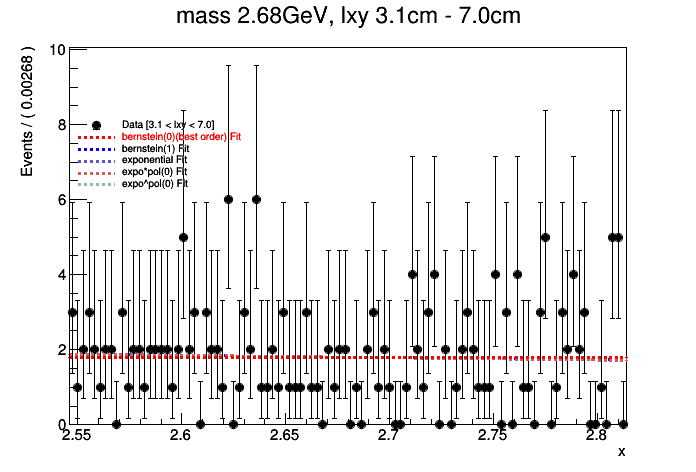 mass 2.68GeV, lxy 3.1cm - 7.0cm
Events / ( 0.00268 )
10
8
6
4
2
0
Data [3.1 < lxy < 7.0]
bernstein(0)(best order) Fit
bernstein(1) Fit
exponential Fit
expo*pol(0) Fit
expo^pol(0) Fit
2.55 2.6 2.65 2.7 2.75 2.8
x